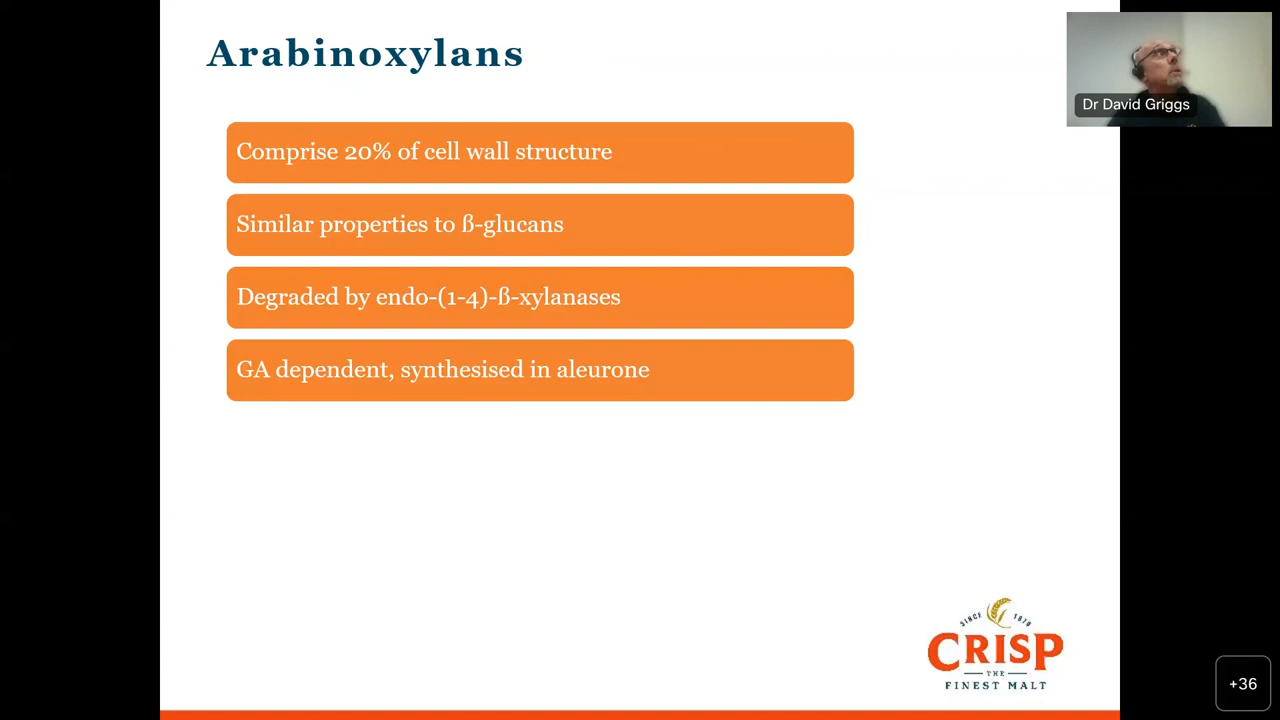 Arabinoxylans
Dr David Griggs
Comprise 20% of cell wall structure
Similar properties to ß-glucans
Degraded by endo-(1-4)-ß-xylanases
GA dependent, synthesised in aleurone
SINCE 1870
CRISP
THE
FINEST MALT
+36